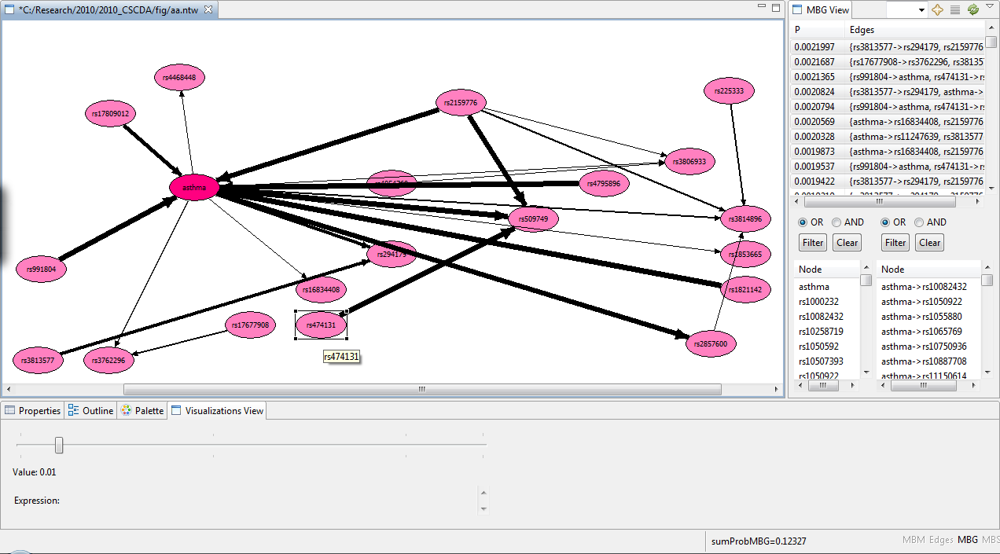 *C:/Research/2010/2010_CSCDA/fig/aa.ntw
rs4468448
rs17809012
rs2159776
rs225333
asthma
rs3806933
rs4795896
rs509749
rs3814896
rs294179
rs1853665
rs991804
rs16834408
rs1821142
rs17677908
rs474131
rs2857600
rs3813577
rs3762296
rs474131
MBG View
P Edges
0.0021997 {rs3813577->rs294179, rs2159776
0.0021687 {rs17677908->rs3762296, rs38135
0.0021365 {rs991804->asthma, rs474131->rs
0.0020824 {rs3813577->rs294179, asthma->
0.0020794 {rs991804->asthma, rs474131->rs
0.0020569 {asthma->rs16834408, rs2159776
0.0020328 {asthma->rs11247639, rs3813577
0.0019873 {asthma->rs16834408, rs2159776
0.0019537 {rs991804->asthma, rs474131->rs
0.0019422 {rs3813577->rs294179, rs2159776
OR AND OR AND
Filter Clear Filter Clear
Node Node
asthma asthma->rs10082432
rs1000232 asthma->rs1050922
rs10082432 asthma->rs1055880
rs10258719 asthma->rs1065769
rs1050592 asthma->rs10750936
rs10507393 asthma->rs10887708
rs1050922 asthma->rs11150614
Properties Outline Palette Visualizations View
Value: 0.01
Expression:
sumProbMBG=0.12327
MBM Edges MBG MBS